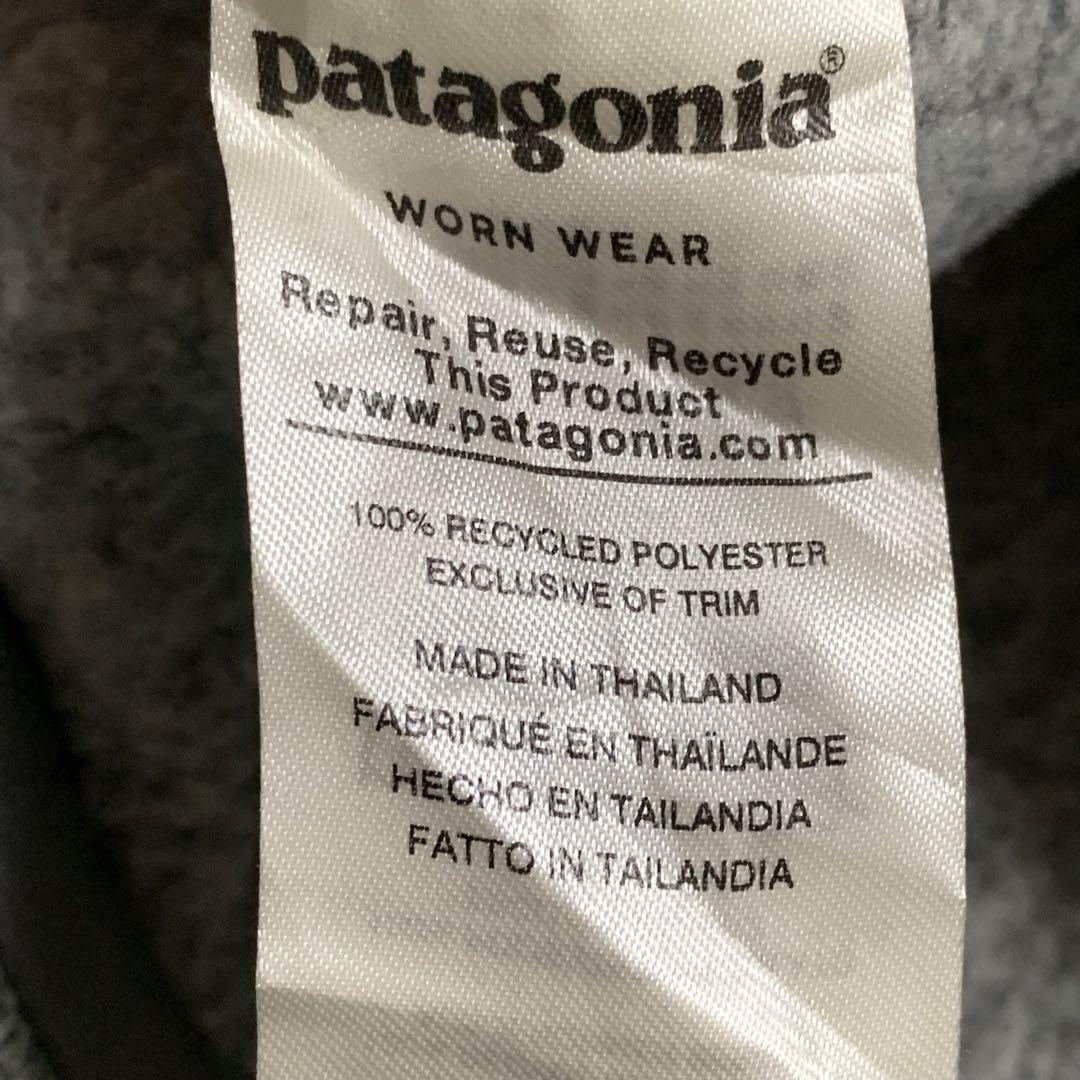 patagonia®
WORN WEAR
Repair, Reuse, Recycle
This Product
www.patagonia.com
100% RECYCLED POLYESTER
EXCLUSIVE OF TRIM
MADE IN THAILAND
FABRIQUÉ EN THAÏLANDE
HECHO EN TAILANDIA
FATTO IN TAILANDIA